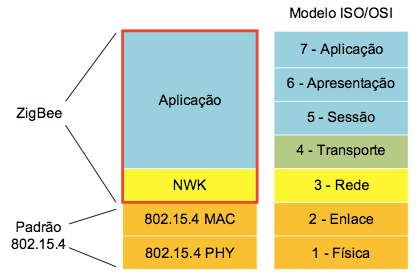 Modelo ISO/OSI
ZigBee
Padrão
802.15.4
Aplicação
NWK
802.15.4 MAC
802.15.4 PHY
7 - Aplicação
6 - Apresentação
5 - Sessão
4 - Transporte
3 - Rede
2 - Enlace
1 - Física